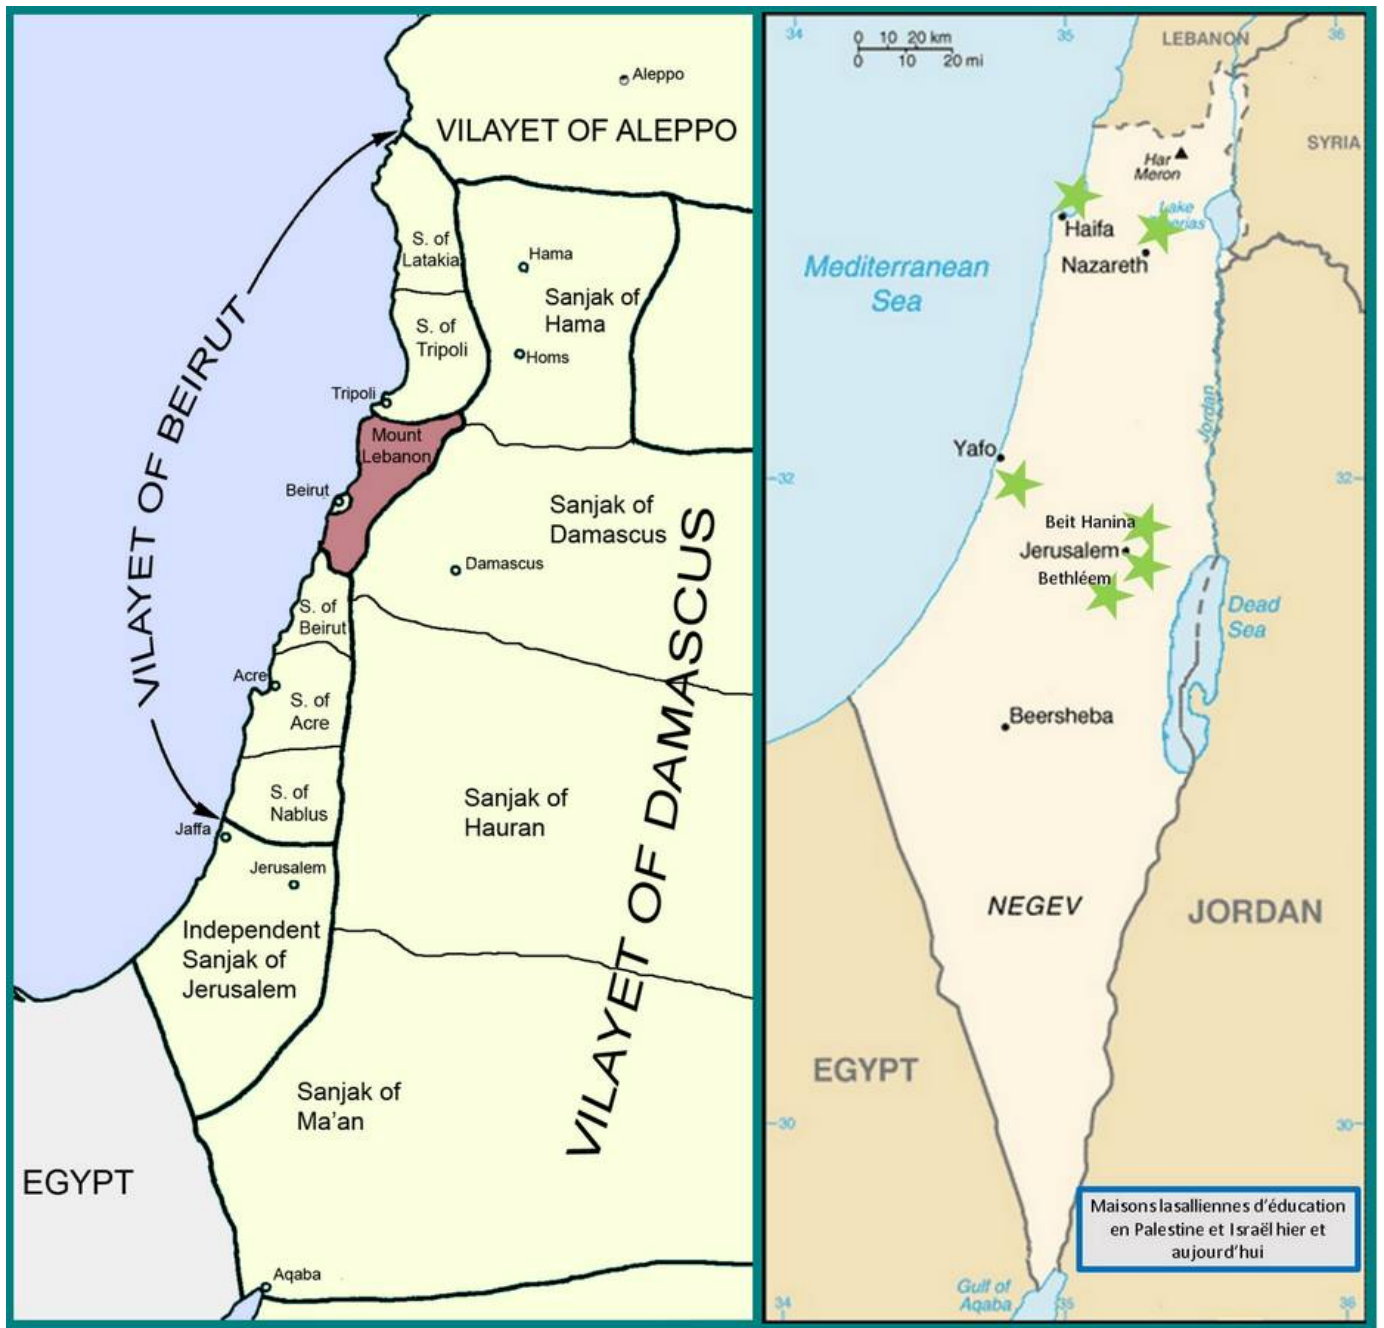 Aleppo
VILAYET OF ALEPPO
VILAYET OF BEIRUT
S. of
Latakia
Hama
Sanjak of
Hama
S. of
Tripoli
Homs
Tripoli
Mount
Lebanon
Beirut
Sanjak of
Damascus
Damascus
VILAYET OF DAMASCUS
S. of
Beirut
Acre
S. of
Acre
S. of
Nablus
Sanjak of
Hauran
Jaffa
Jerusalem
Independent
Sanjak of
Jerusalem
Sanjak of
Ma'an
EGYPT
Aqaba
34
0 10 20 km
0 10 20 mi
35
LEBANON
36
SYRIA
Har
Meron
Lake
Haifa
Nazareth
Mediterranean
Sea
Jordan
Yafo
32
32
Beit Hanina
Jerusalem
Bethléem
Dead
Sea
Beersheba
NEGEV
JORDAN
EGYPT
30
30
Maisons lasalliennes d'éducation
en Palestine et Israël hier et
aujourd'hui
Gulf of
Aqaba
34
35
36